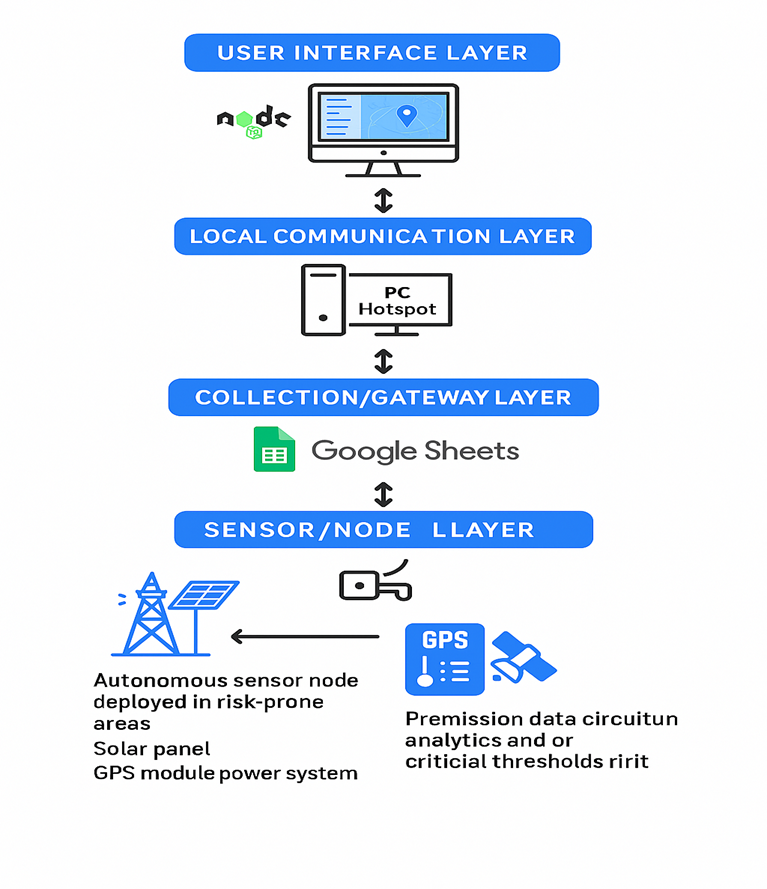 USER INTERFACE LAYER
node
LOCAL COMMUNICATION LAYER
PC
Hotspot
COLLECTION/GATEWAY LAYER
Google Sheets
SENSOR/NODE LLAYER
GPS
Autonomous sensor node
deployed in risk-prone
areas
Solar panel
GPS module power system
Premission data circuitun
analytics and or
criticial thresholds ririt